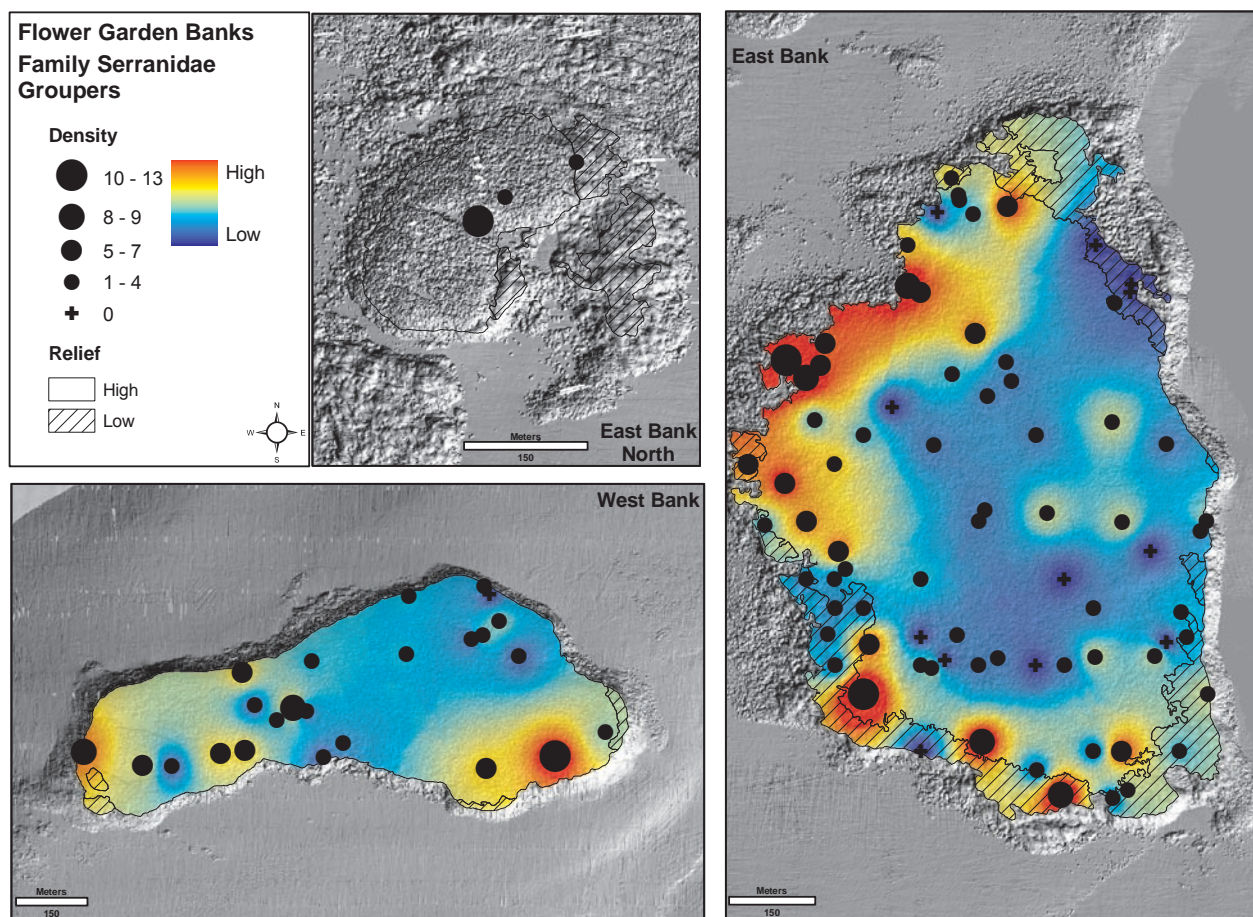 Flower Garden Banks
Family Serranidae
Groupers
Density
10 - 13
8 - 9
5 - 7
1 - 4
0
High
Low
Relief
High
Low
N
W E
S
Meters
150
East Bank
North
East Bank
Meters
150
West Bank
Meters
150